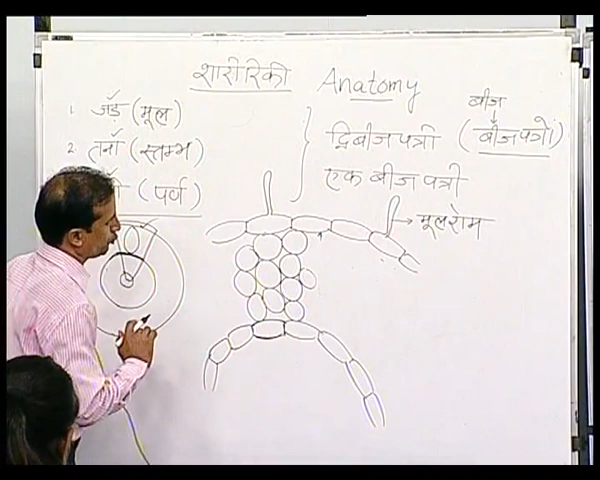 शारीरिकी Anatomy
1. जड़ें (मूल)
2. तनों (स्तम्भ)
(पर्व)
द्विबीजपत्री
एक बीज पत्री
बीज
(बीजपत्रों)
मूलरोम